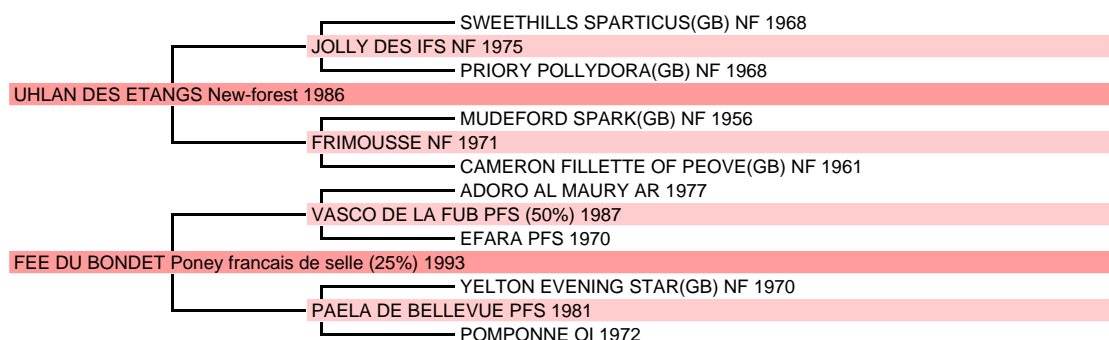 SWEETHILLS SPARTICUS(GB) NF 1968
JOLLY DES IFS NF 1975
PRIORY POLLYDORA(GB) NF 1968
UHLAN DES ETANGS New-forest 1986
MUDEFORD SPARK(GB) NF 1956
FRIMOUSSE NF 1971
CAMERON FILLETTE OF PEOVE(GB) NF 1961
ADORO AL MAURY AR 1977
VASCO DE LA FUB PFS (50%) 1987
EFARA PFS 1970
FEE DU BONDET Poney francais de selle (25%) 1993
YELTON EVENING STAR(GB) NF 1970
PAELA DE BELLEVUE PFS 1981
POMPONNE OI 1972